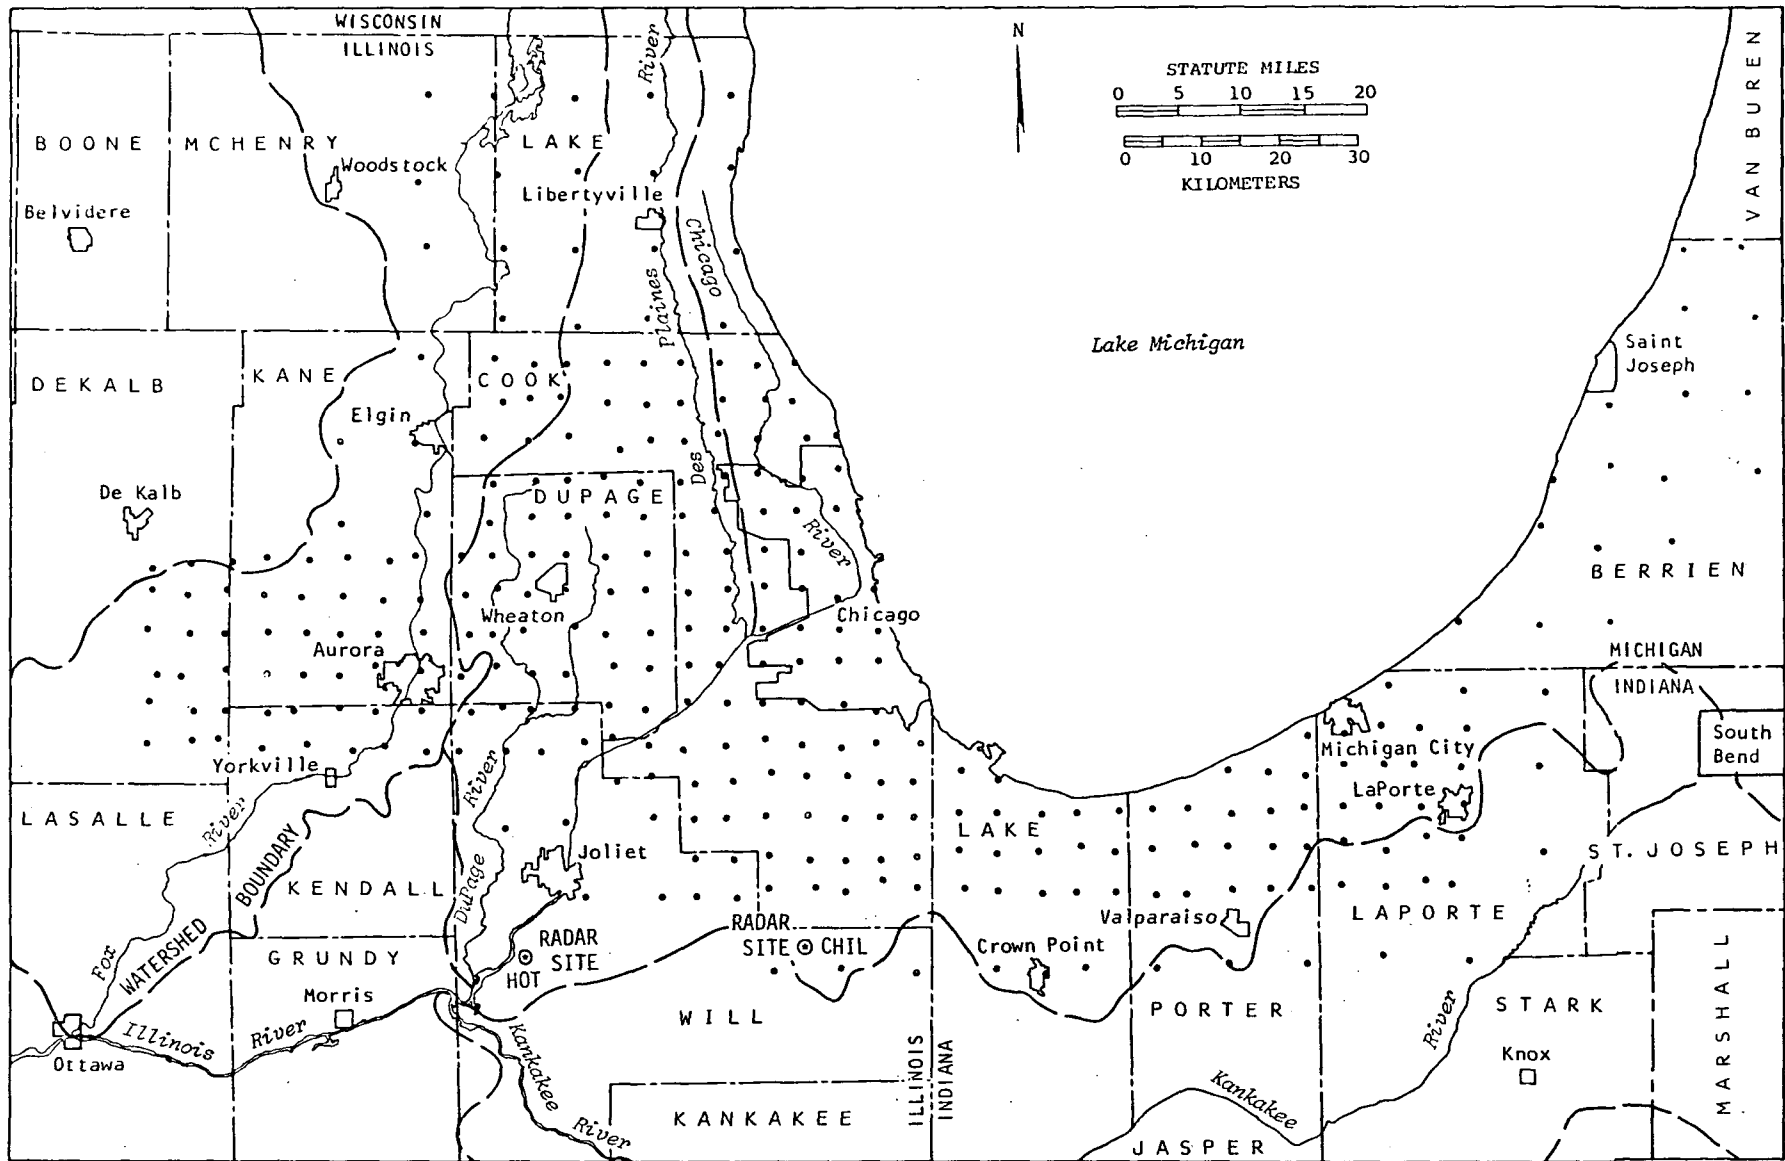 WISCONSIN
ILLINOIS
N
STATUTE MILES
0 5 10 15 20
0 10 20 30
KILOMETERS
VAN BUREN
BOONE
MCHENRY
LAKE
River
Woodstock
Libertyville
Belvidere
Chicago
Plaines
Lake Michigan
Saint
Joseph
DEKALB
KANE
COOK
Elgin
Des
De Kalb
DUPAGE
River
BERRIEN
Wheaton
Chicago
Aurora
MICHIGAN
INDIANA
South
Bend
Michigan City
Yorkville
River
LaPorte
LASALLE
River
LAKE
BOUNDARY
Joliet
ST. JOSEPH
KENDALL
DuPage
LAPORTE
Valparaiso
RADAR
SITE
CHIL
RADAR
SITE
HOT
Crown Point
WATERSHED
GRUNDY
Fox
Morris
WILL
PORTER
STARK
MARSHALL
River
Illinois
River
Ottawa
Kankakee
ILLINOIS
INDIANA
Knox
Kankakee
River
KANKAKEE
JASPER